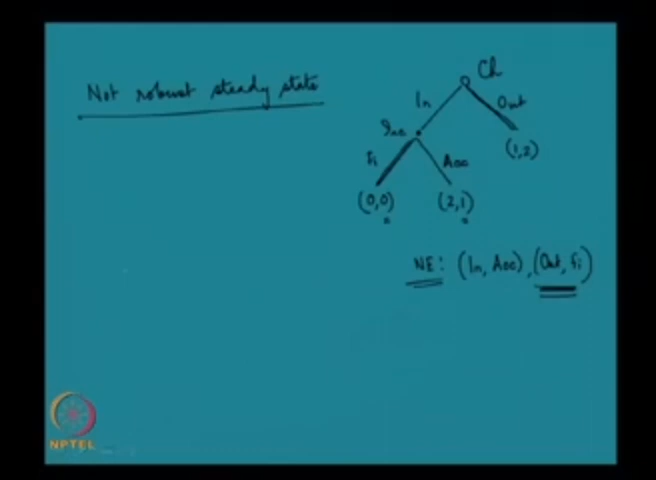 Not robust steady state
Ch
In
Out
Inc
(1,2)
Fi
Acc
(0,0)
(2,1)
NE: (In, Acc), (Out, Fi)
NPTEL